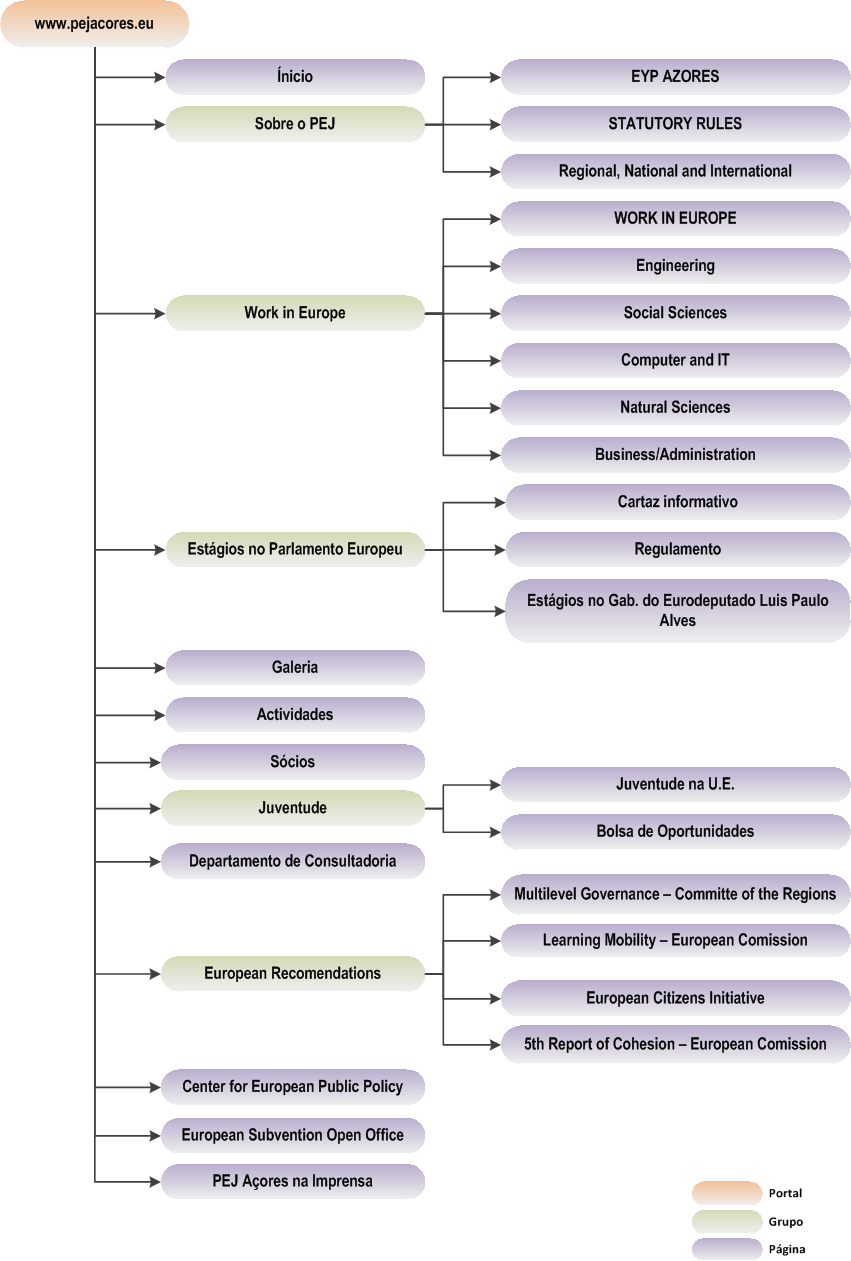 www.pejacores.eu
Ínicio
EYP AZORES
Sobre o PEJ
STATUTORY RULES
Regional, National and International
WORK IN EUROPE
Engineering
Work in Europe
Social Sciences
Computer and IT
Natural Sciences
Business/Administration
Cartaz informativo
Estágios no Parlamento Europeu
Regulamento
Estágios no Gab. do Eurodeputado Luis Paulo
Alves
Galeria
Actividades
Sócios
Juventude na U.E.
Juventude
Bolsa de Oportunidades
Departamento de Consultadoria
Multilevel Governance – Committe of the Regions
Learning Mobility – European Comission
European Recomendations
European Citizens Initiative
5th Report of Cohesion – European Comission
Center for European Public Policy
European Subvention Open Office
PEJ Açores na Imprensa
Portal
Grupo
Página